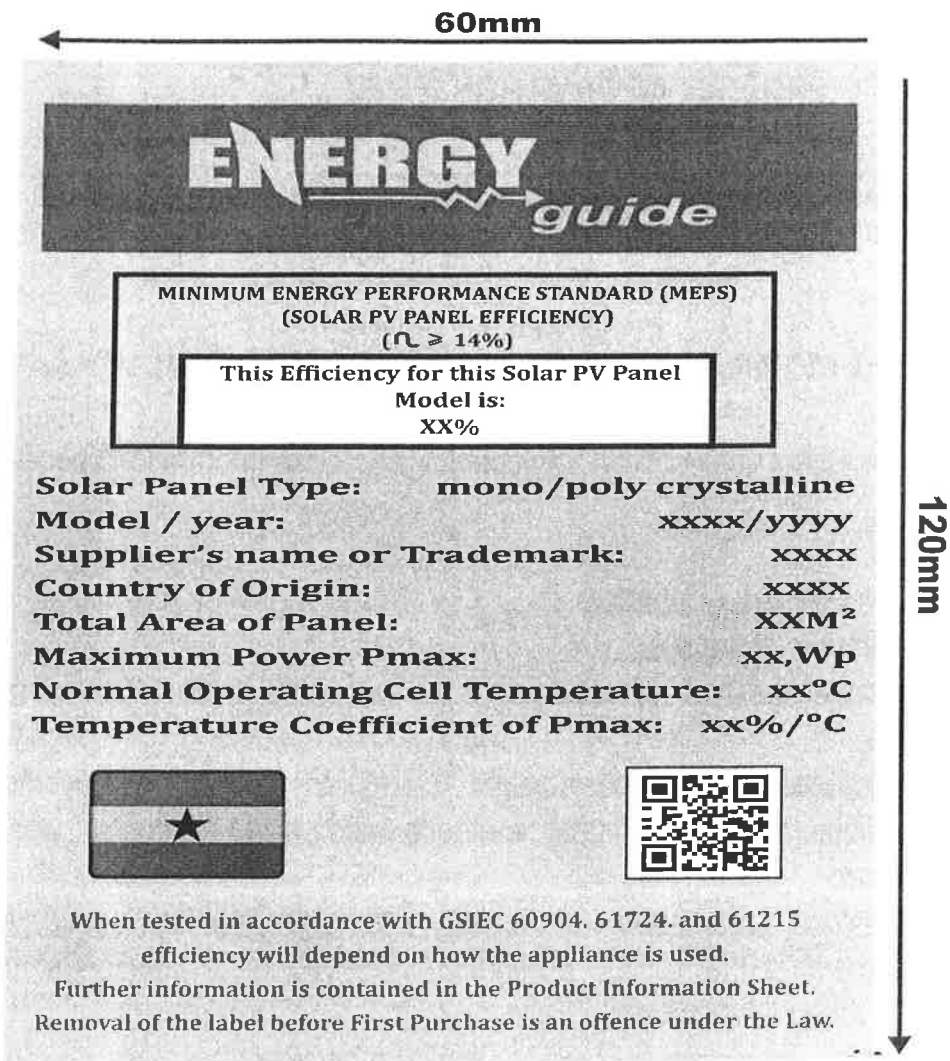 60mm
ENERGY
guide
MINIMUM ENERGY PERFORMANCE STANDARD (MEPS)
(SOLAR PV PANEL EFFICIENCY)
(ղ ⩾ 14%)
This Efficiency for this Solar PV Panel
Model is:
XX%
Solar Panel Type: mono/poly crystalline
Model / year: xxxx/yyyy
Supplier's name or Trademark: xxxx
Country of Origin: xxxx
Total Area of Panel: XXM²
Maximum Power Pmax: xx,Wp
Normal Operating Cell Temperature: xx°C
Temperature Coefficient of Pmax: xx%/°C
120mm
When tested in accordance with GSIEC 60904. 61724. and 61215
efficiency will depend on how the appliance is used.
Further information is contained in the Product Information Sheet.
Removal of the label before First Purchase is an offence under the Law.